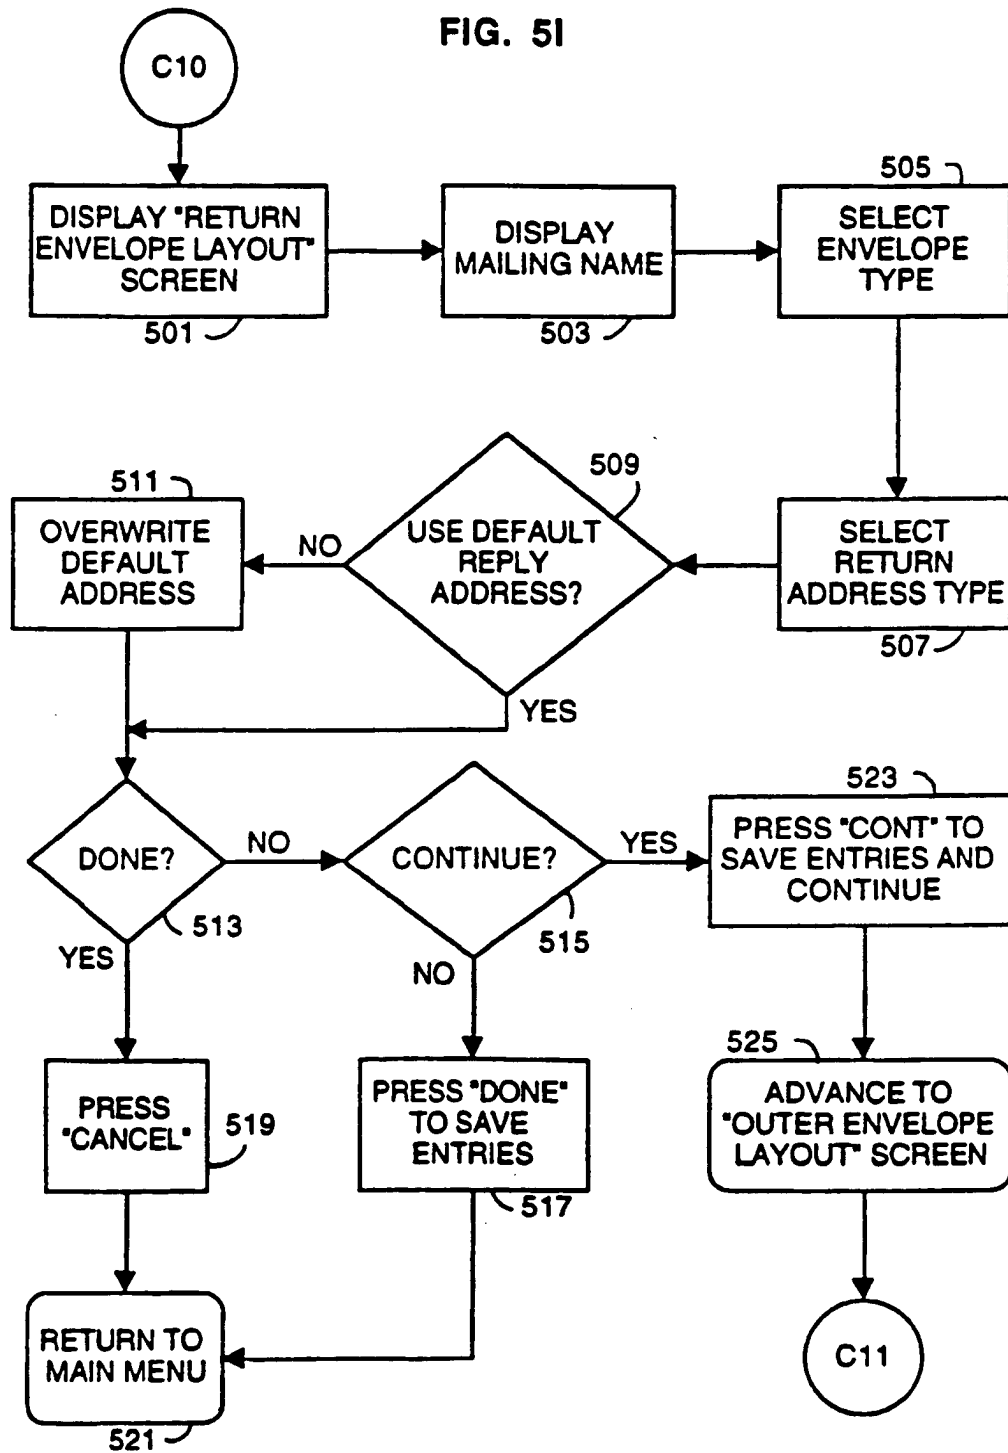 FIG. 5I
C10
DISPLAY "RETURN
ENVELOPE LAYOUT"
SCREEN
501
DISPLAY
MAILING NAME
503
505
SELECT
ENVELOPE
TYPE
511
OVERWRITE
DEFAULT
ADDRESS
NO
509
USE DEFAULT
REPLY
ADDRESS?
YES
SELECT
RETURN
ADDRESS TYPE
507
DONE?
NO
513
YES
CONTINUE?
YES
515
NO
523
PRESS "CONT" TO
SAVE ENTRIES AND
CONTINUE
PRESS
"CANCEL"
519
PRESS "DONE"
TO SAVE
ENTRIES
517
525
ADVANCE TO
"OUTER ENVELOPE
LAYOUT" SCREEN
RETURN TO
MAIN MENU
521
C11